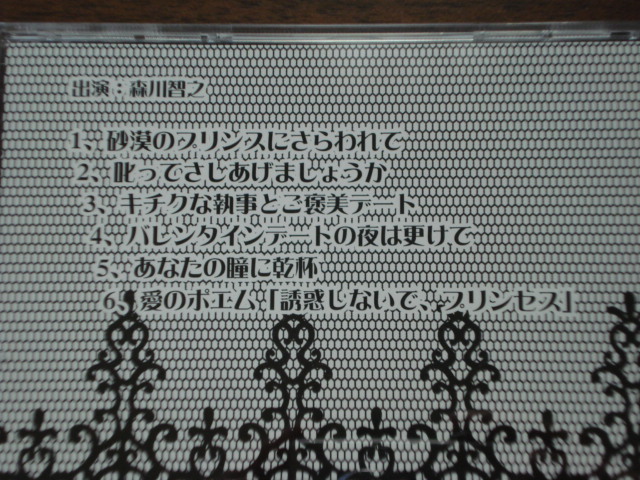 出演：森川智之
1、砂漠のプリンスにさらわれて
2、叱ってさしあげましょうか
3、キチクな執事とご褒美デート
4、バレンタインデートの夜は更けて
5、あなたの瞳に乾杯
6、愛のポエム「誘惑しないで、プリンセス」